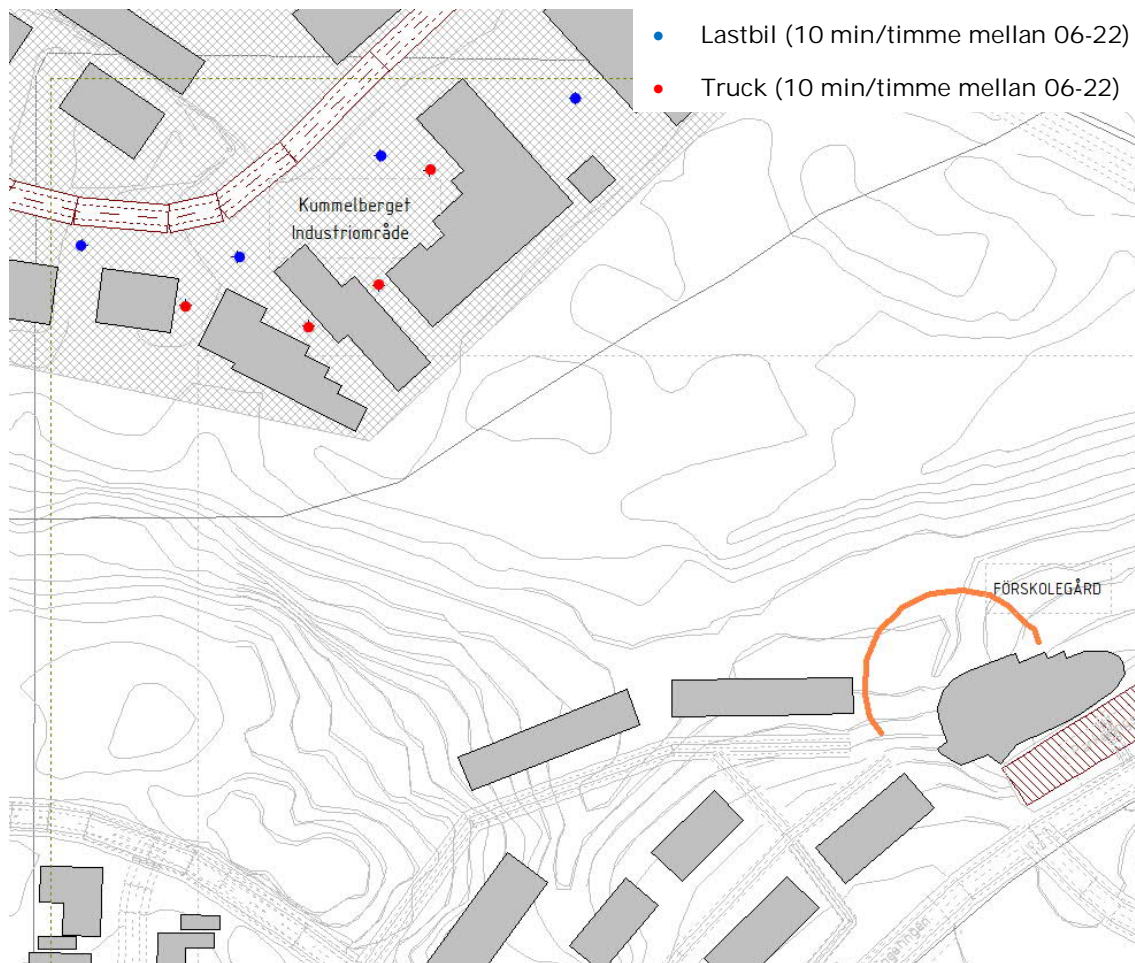 Lastbil (10 min/timme mellan 06-22)
Truck (10 min/timme mellan 06-22)
Kummelberget
Industriområde
FÖRSKOLEGÅRD